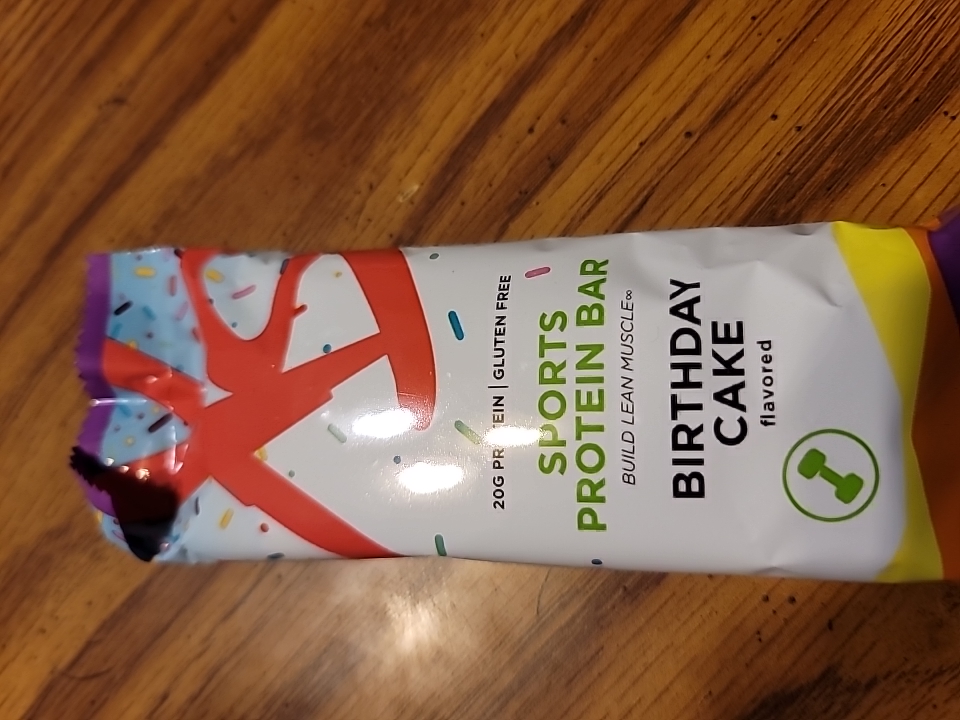 20G PROTEIN | GLUTEN FREE
SPORTS
PROTEIN BAR
BUILD LEAN MUSCLE∞
BIRTHDAY
CAKE
flavored